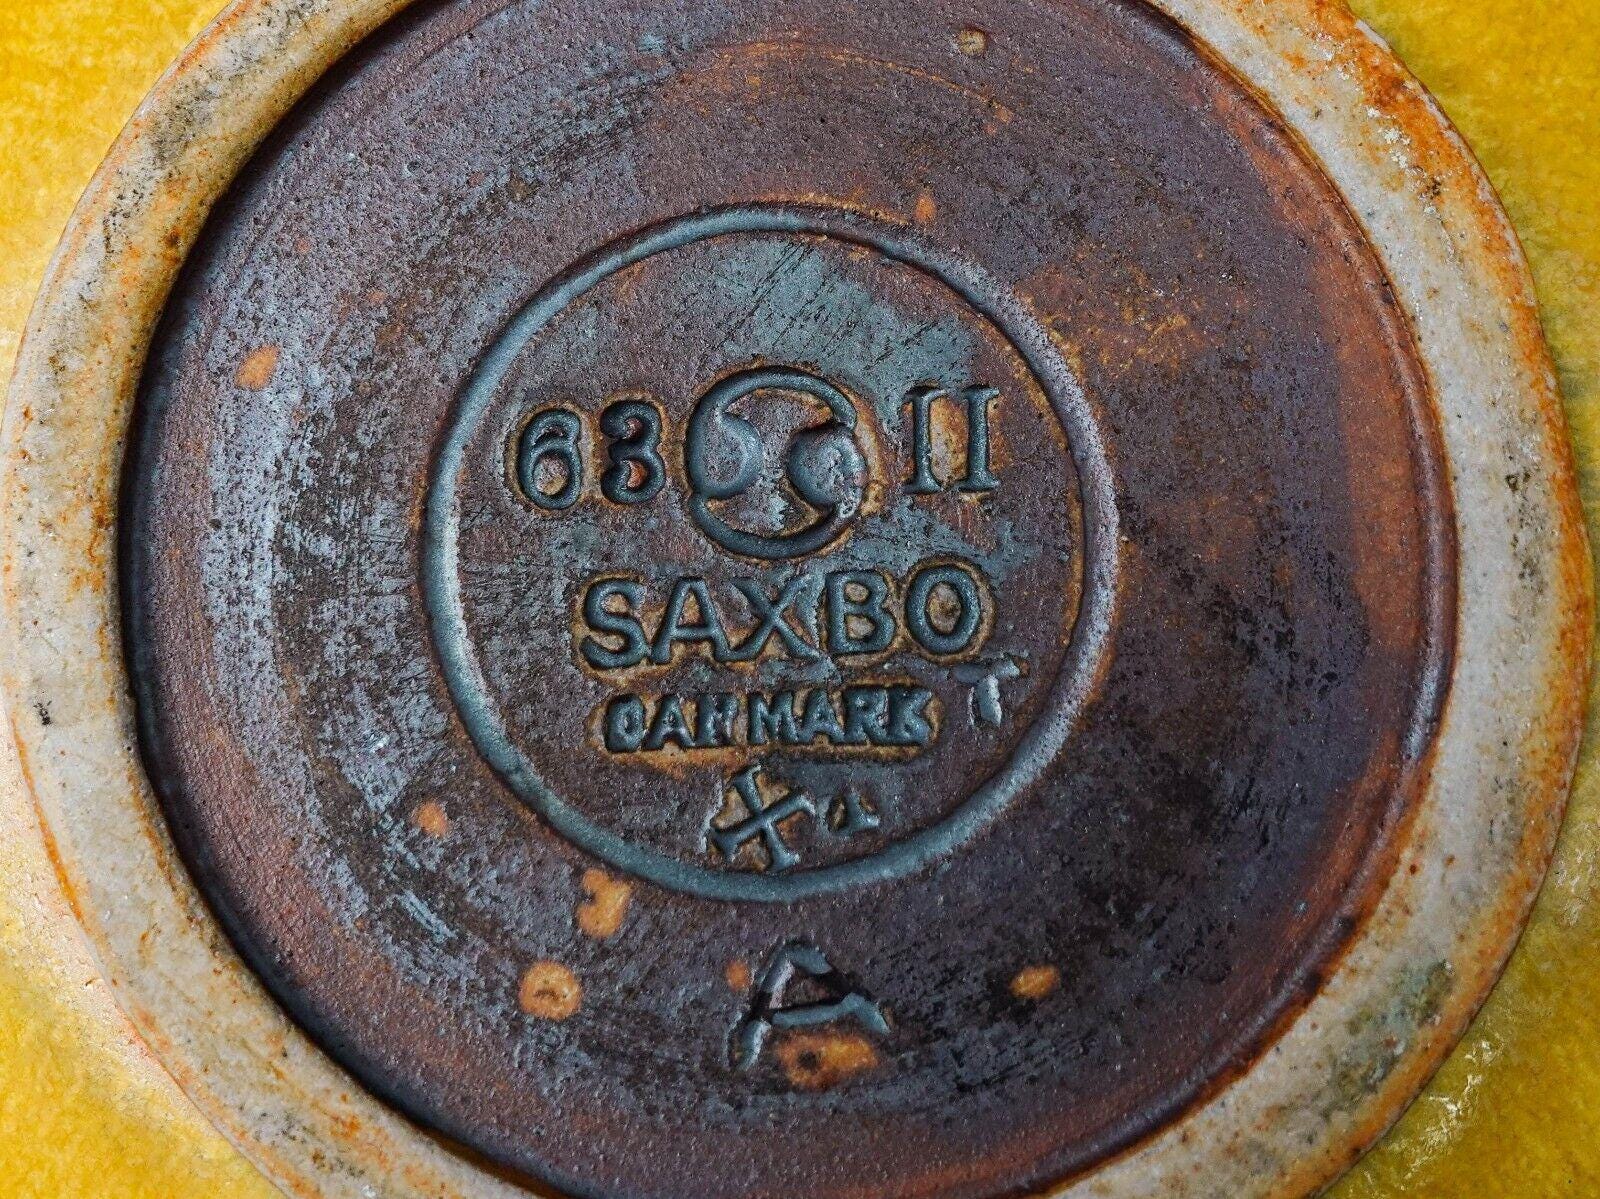 63 II
SAXBO
DANMARK T
X
A